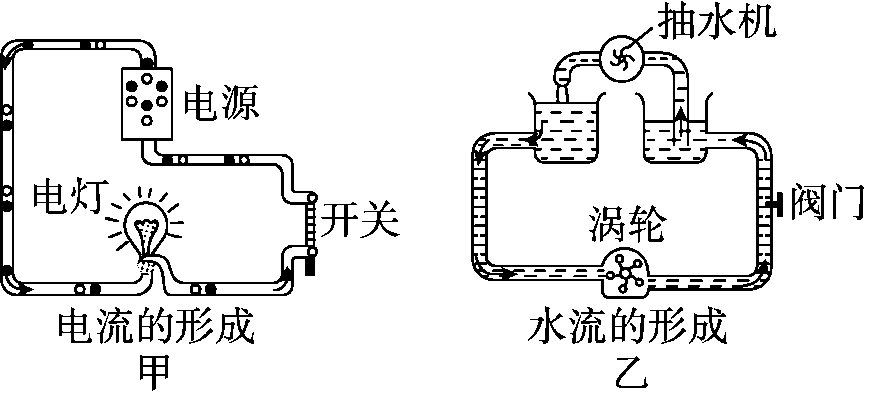 抽水机
电源
电灯
开关
涡轮
阀门
电流的形成
甲
水流的形成
乙